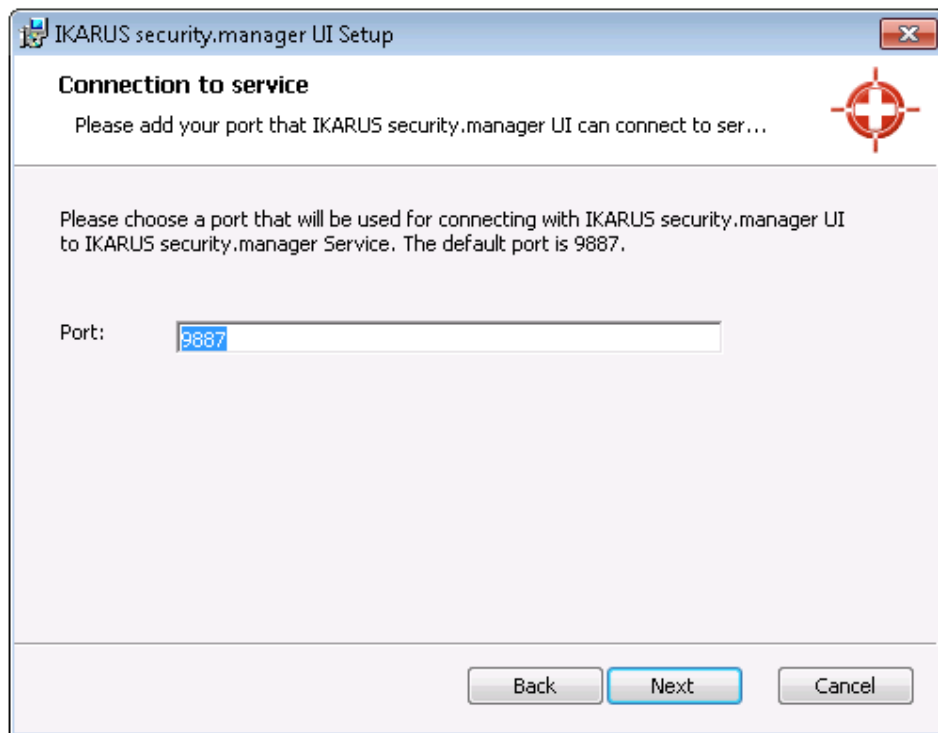 IKARUS security.manager UI Setup
Connection to service
Please add your port that IKARUS security.manager UI can connect to ser...
Please choose a port that will be used for connecting with IKARUS security.manager UI
to IKARUS security.manager Service. The default port is 9887.
Port: 9887
Back Next Cancel